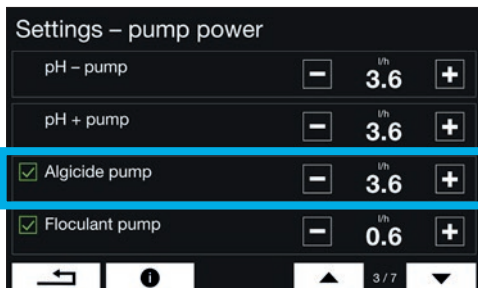 Settings – pump power
pH – pump
l/h
3.6
pH + pump
l/h
3.6
Algicide pump
l/h
3.6
Floculant pump
l/h
0.6
3/7